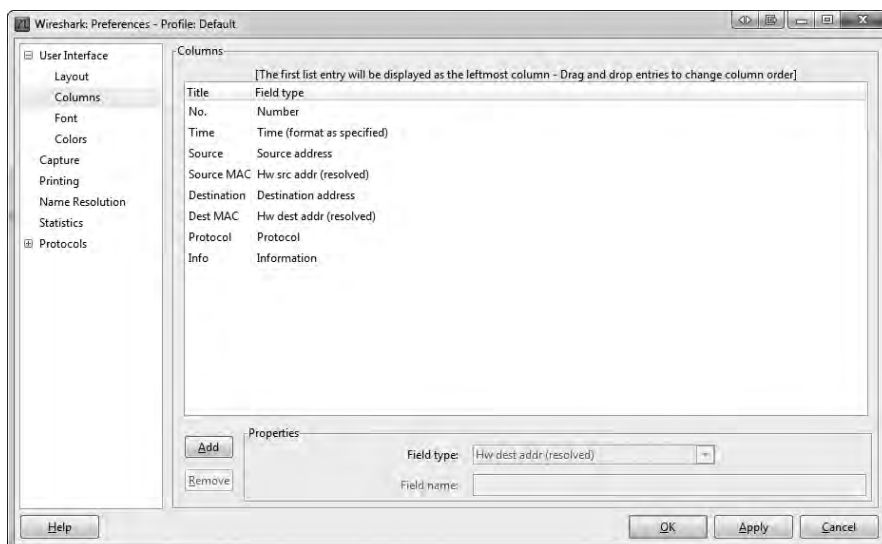 Wireshark: Preferences - Profile: Default
User Interface
Layout
Columns
Font
Colors
Capture
Printing
Name Resolution
Statistics
Protocols
Columns
[The first list entry will be displayed as the leftmost column - Drag and drop entries to change column order]
Title Field type
No. Number
Time Time (format as specified)
Source Source address
Source MAC Hw src addr (resolved)
Destination Destination address
Dest MAC Hw dest addr (resolved)
Protocol Protocol
Info Information
Add
Remove
Properties
Field type: Hw dest addr (resolved)
Field name:
Help
OK
Apply
Cancel